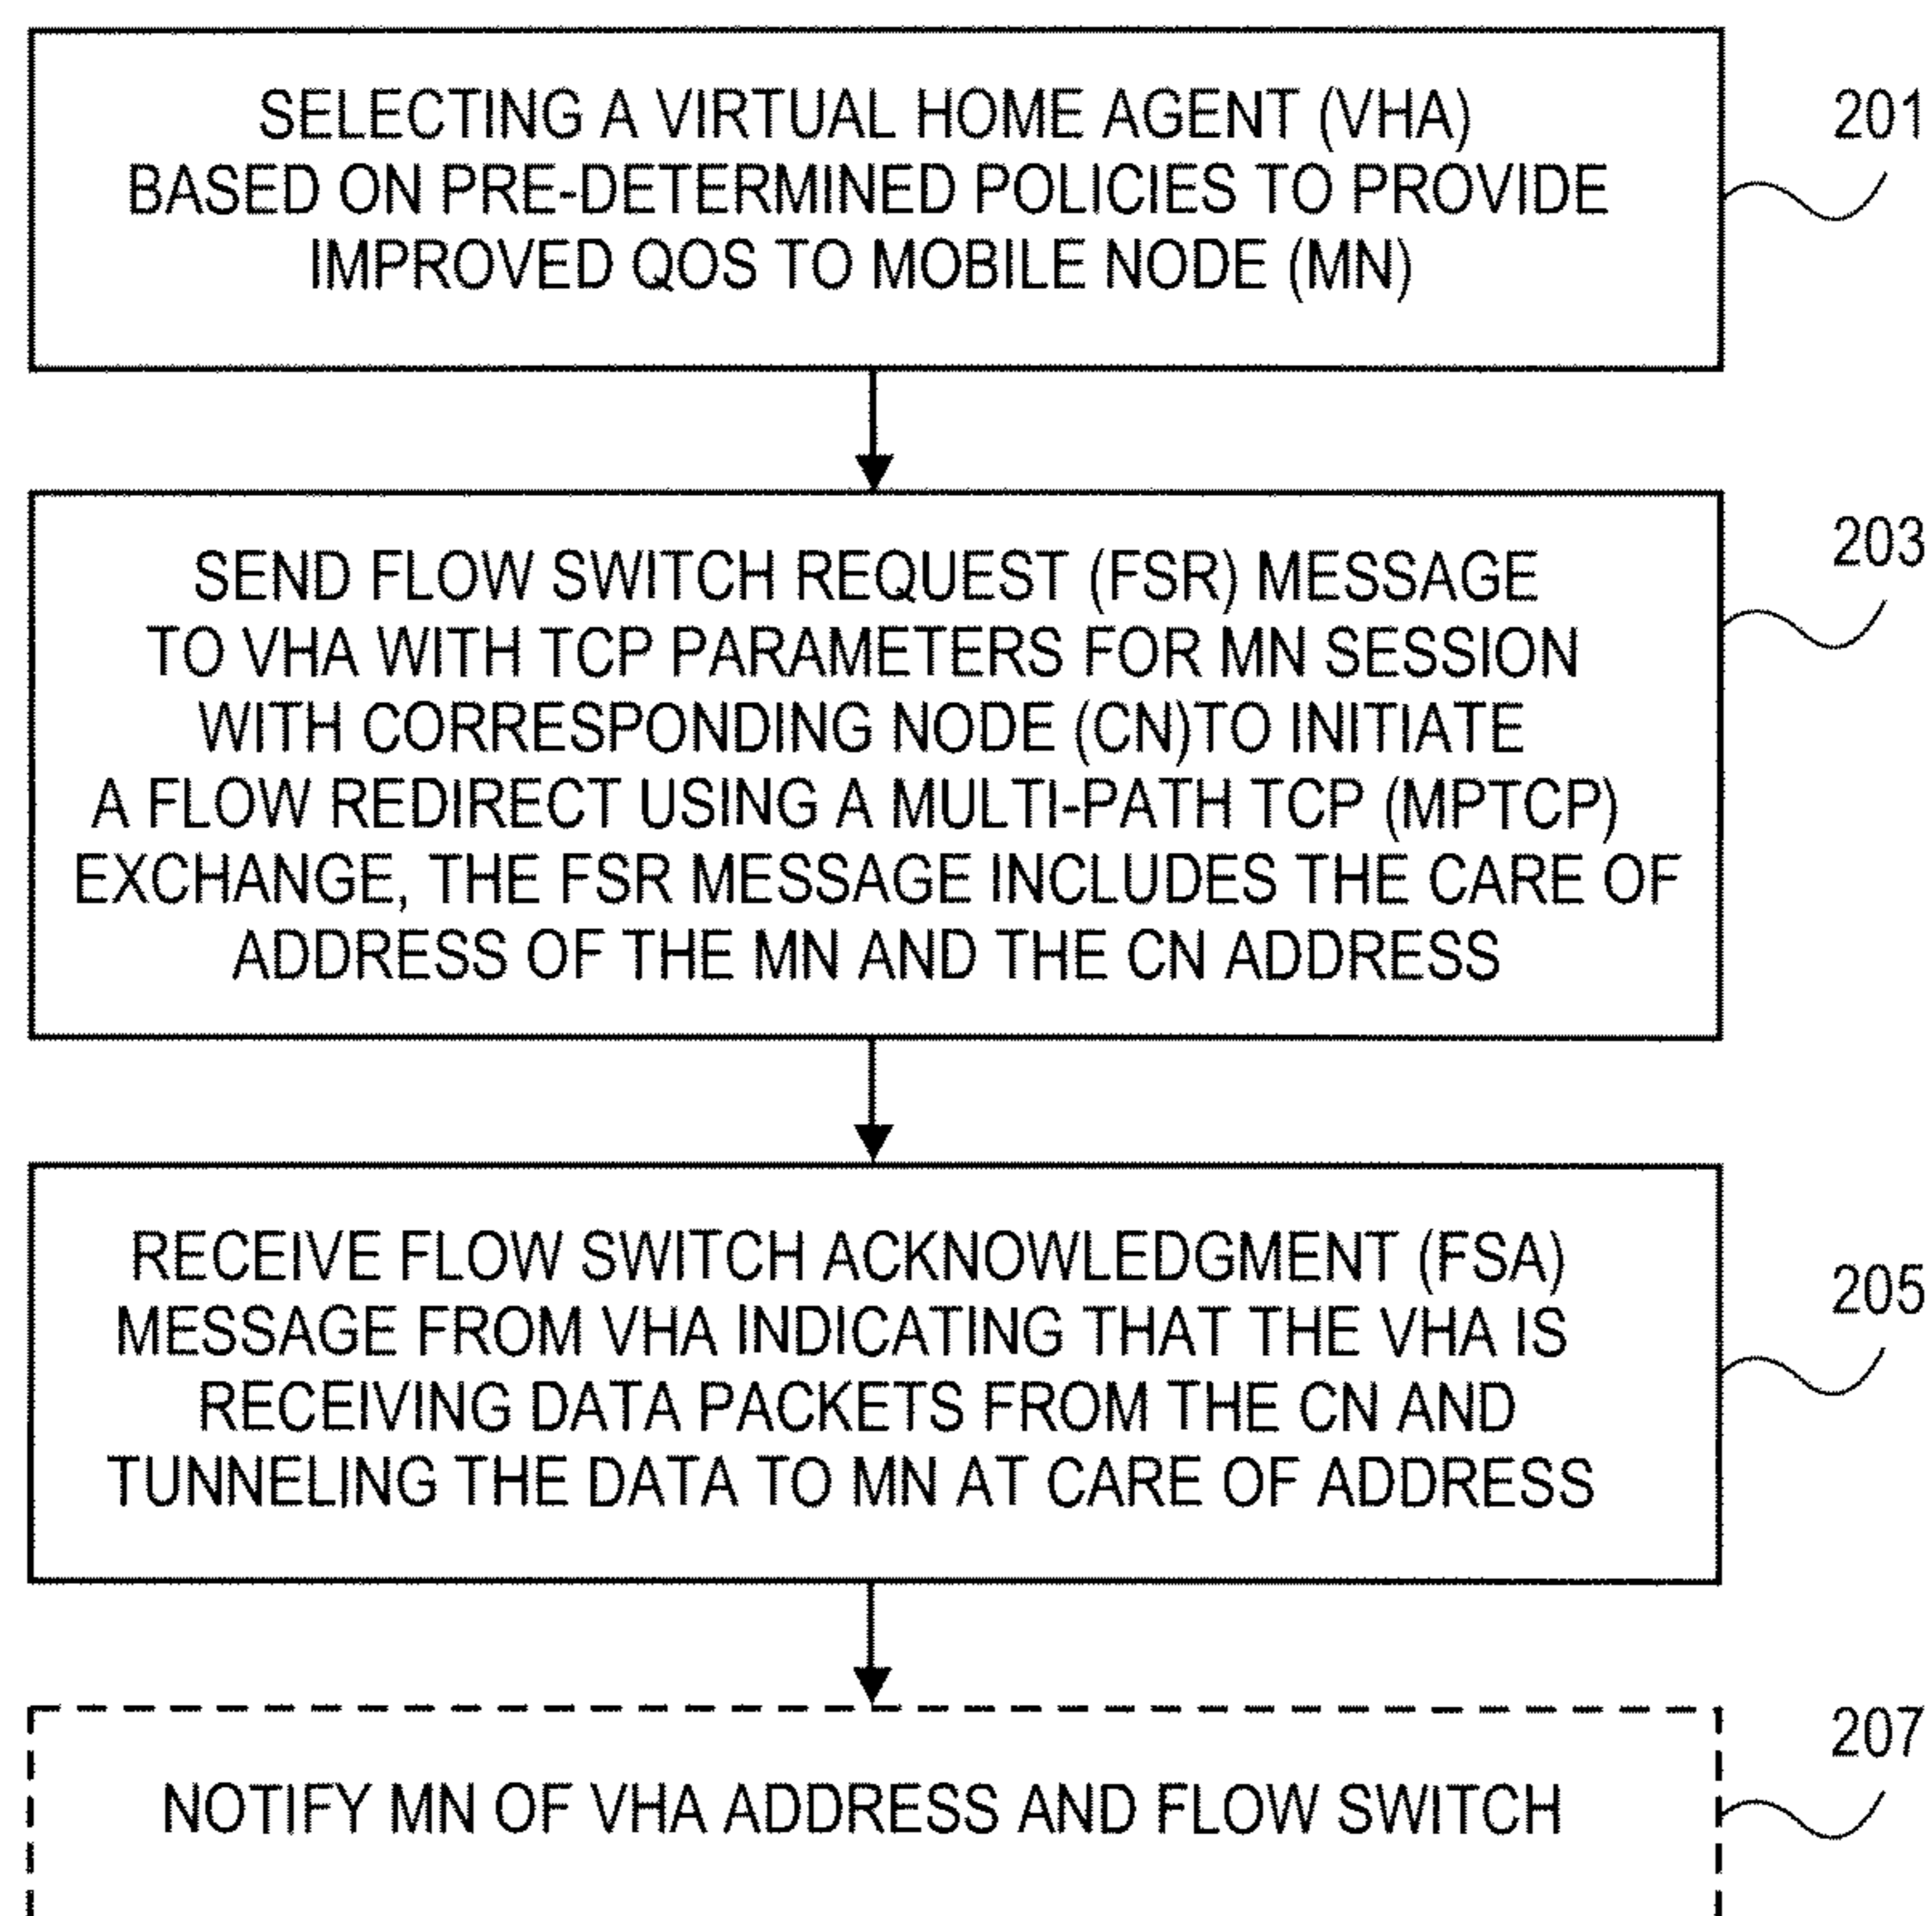 SELECTING A VIRTUAL HOME AGENT (VHA)
BASED ON PRE-DETERMINED POLICIES TO PROVIDE
IMPROVED QOS TO MOBILE NODE (MN)
201
SEND FLOW SWITCH REQUEST (FSR) MESSAGE
TO VHA WITH TCP PARAMETERS FOR MN SESSION
WITH CORRESPONDING NODE (CN)TO INITIATE
A FLOW REDIRECT USING A MULTI-PATH TCP (MPTCP)
EXCHANGE, THE FSR MESSAGE INCLUDES THE CARE OF
ADDRESS OF THE MN AND THE CN ADDRESS
203
RECEIVE FLOW SWITCH ACKNOWLEDGMENT (FSA)
MESSAGE FROM VHA INDICATING THAT THE VHA IS
RECEIVING DATA PACKETS FROM THE CN AND
TUNNELING THE DATA TO MN AT CARE OF ADDRESS
205
NOTIFY MN OF VHA ADDRESS AND FLOW SWITCH
207